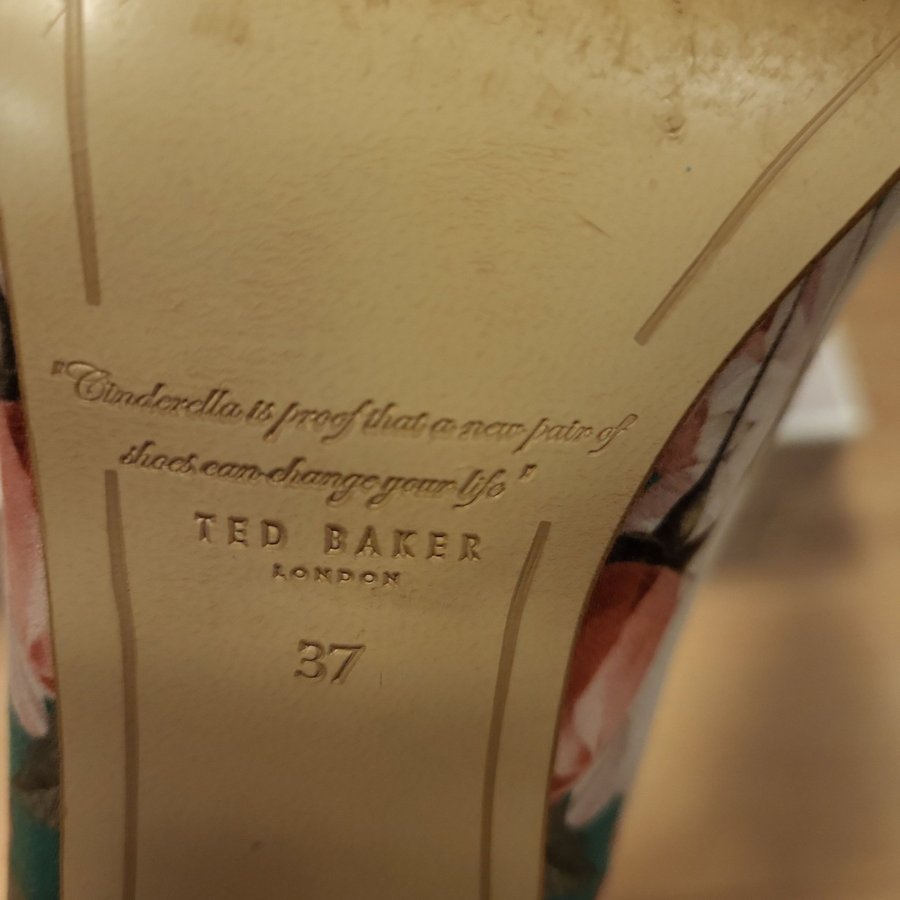 "Cinderella is proof that a new pair of
shoes can change your life"
TED BAKER
LONDON
37